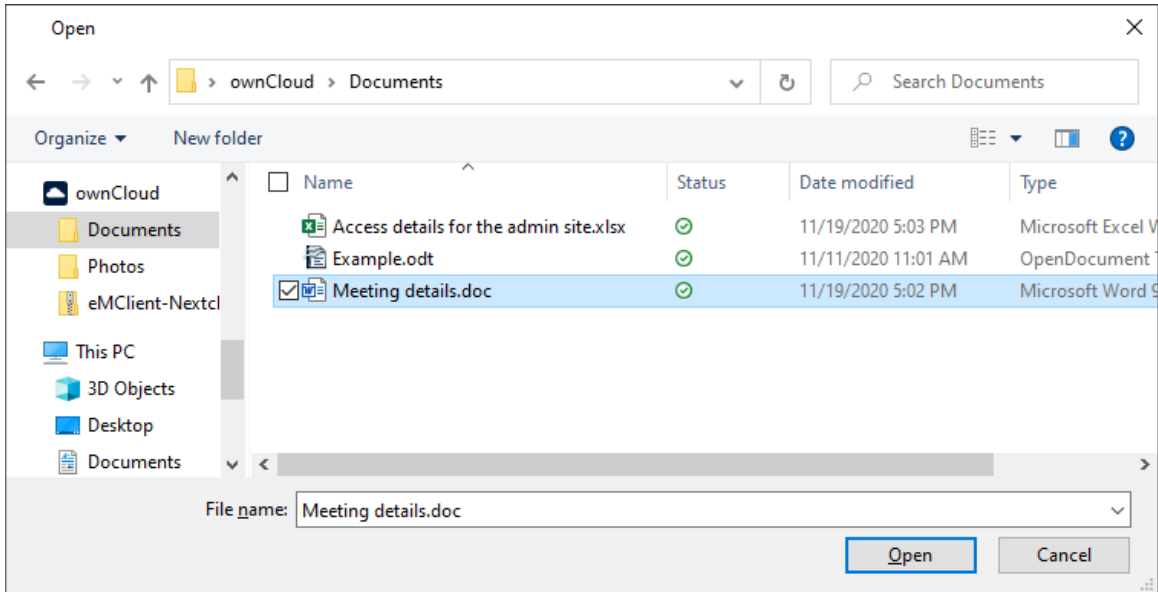 Open
ownCloud > Documents
Search Documents
Organize
New folder
ownCloud
Documents
Photos
eMClient-Nextcl
This PC
3D Objects
Desktop
Documents
Name Status Date modified Type
Access details for the admin site.xlsx 11/19/2020 5:03 PM Microsoft Excel W
Example.odt 11/11/2020 11:01 AM OpenDocument T
Meeting details.doc 11/19/2020 5:02 PM Microsoft Word 9
File name: Meeting details.doc
Open
Cancel